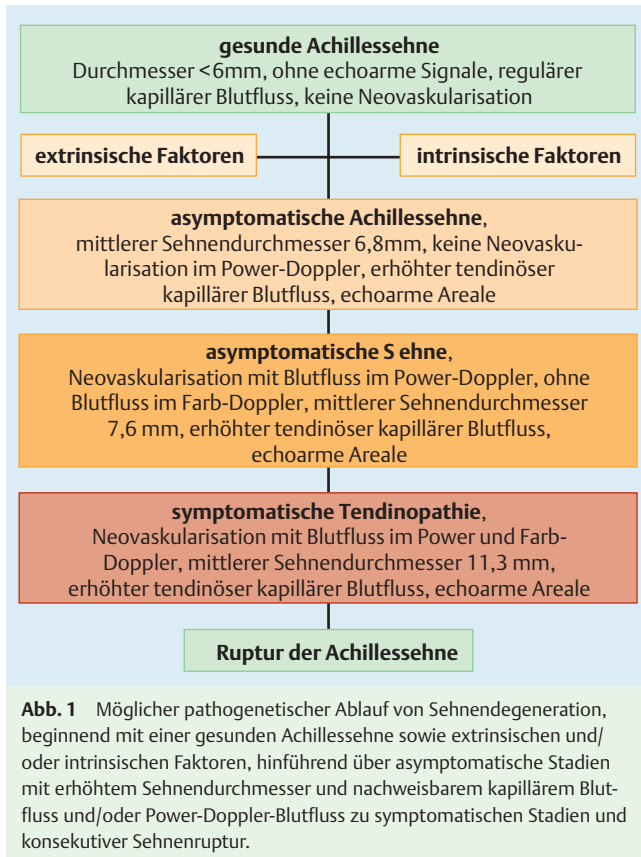 gesunde Achillessehne
Durchmesser <6mm, ohne echoarme Signale, regulärer
kapillärer Blutfluss, keine Neovaskularisation
extrinsische Faktoren
intrinsische Faktoren
asymptomatische Achillessehne,
mittlerer Sehnendurchmesser 6,8mm, keine Neovasku-
larisation im Power-Doppler, erhöhter tendinöser
kapillärer Blutfluss, echoarme Areale
asymptomatische S ehne,
Neovaskularisation mit Blutfluss im Power-Doppler, ohne
Blutfluss im Farb-Doppler, mittlerer Sehnendurchmesser
7,6 mm, erhöhter tendinöser kapillärer Blutfluss,
echoarme Areale
symptomatische Tendinopathie,
Neovaskularisation mit Blutfluss im Power und Farb-
Doppler, mittlerer Sehnendurchmesser 11,3 mm,
erhöhter tendinöser kapillärer Blutfluss, echoarme Areale
Ruptur der Achillessehne
Abb. 1 Möglicher pathogenetischer Ablauf von Sehnendegeneration,
beginnend mit einer gesunden Achillessehne sowie extrinsischen und/
oder intrinsischen Faktoren, hinführend über asymptomatische Stadien
mit erhöhtem Sehnendurchmesser und nachweisbarem kapillärem Blut-
fluss und/oder Power-Doppler-Blutfluss zu symptomatischen Stadien und
konsekutiver Sehnenruptur.